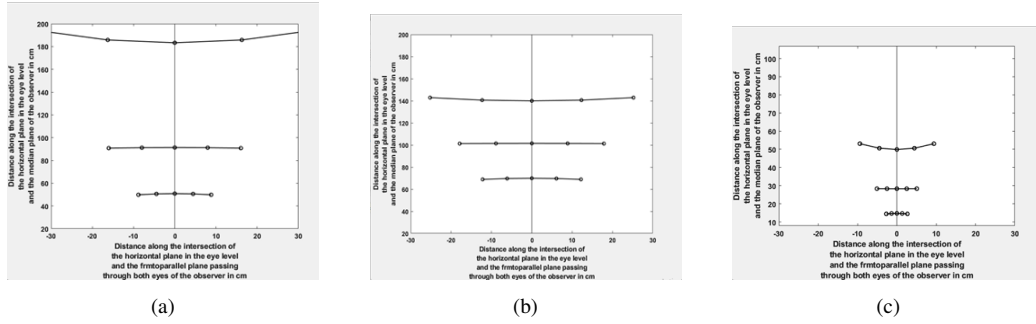 Distance along the intersection of
the horizontal plane in the eye level
and the median plane of the observer in cm
200
180
160
140
120
100
80
60
40
20
-30 -20 -10 0 10 20 30
Distance along the intersection of
the horizontal plane in the eye level
and the frmtoparallel plane passing
through both eyes of the observer in cm
(a)
Distance along the intersection of
the horizontal plane in the eye level
and the median plane of the observer in cm
200
180
160
140
120
100
80
60
40
20
-30 -20 -10 0 10 20 30
Distance along the intersection of
the horizontal plane in the eye level
and the frmtoparallel plane passing
through both eyes of the observer in cm
(b)
Distance along the intersection of
the horizontal plane in the eye level
and the median plane of the observer in cm
100
90
80
70
60
50
40
30
20
10
-30 -20 -10 0 10 20 30
Distance along the intersection of
the horizontal plane in the eye level
and the frmtoparallel plane passing
through both eyes of the observer in cm
(c)